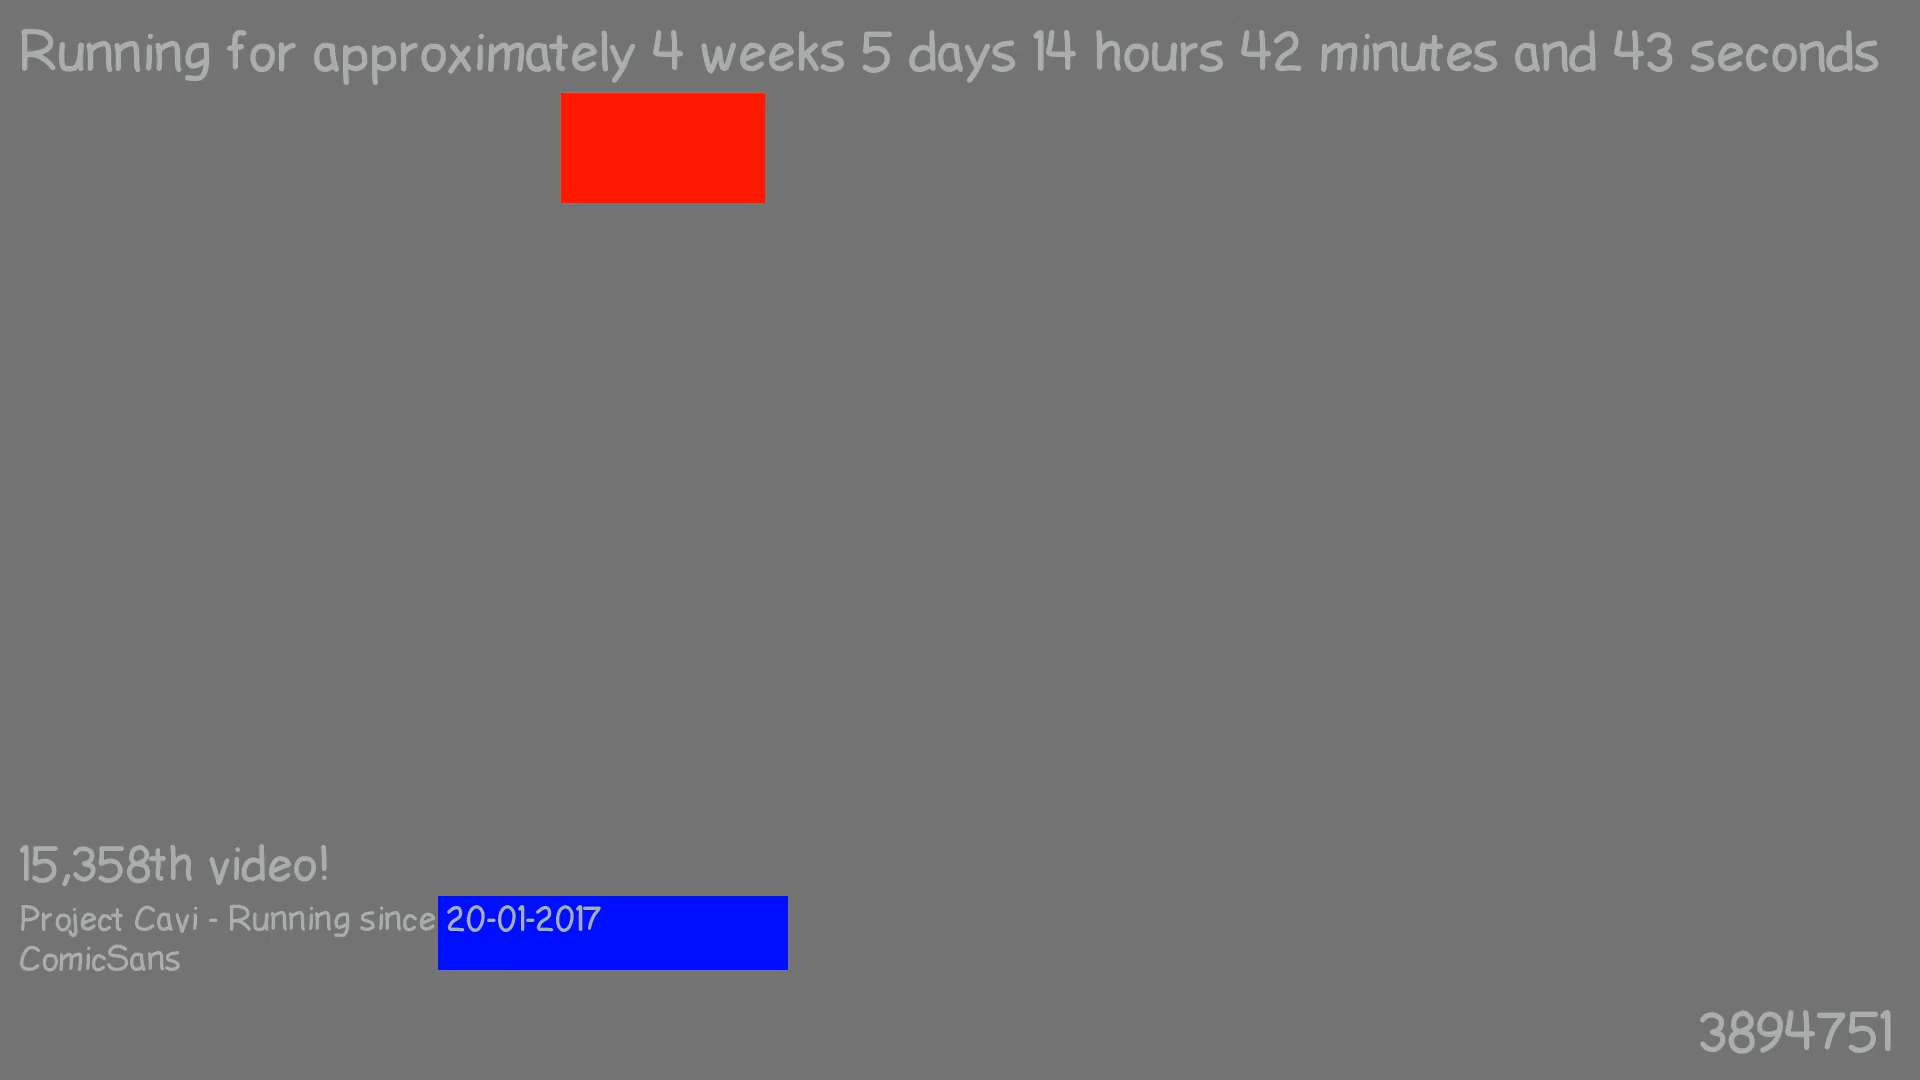 Running for approximately 4 weeks 5 days 14 hours 42 minutes and 43 seconds
15,358th video!
Project Cavi - Running since 20-01-2017
ComicSans
3894751